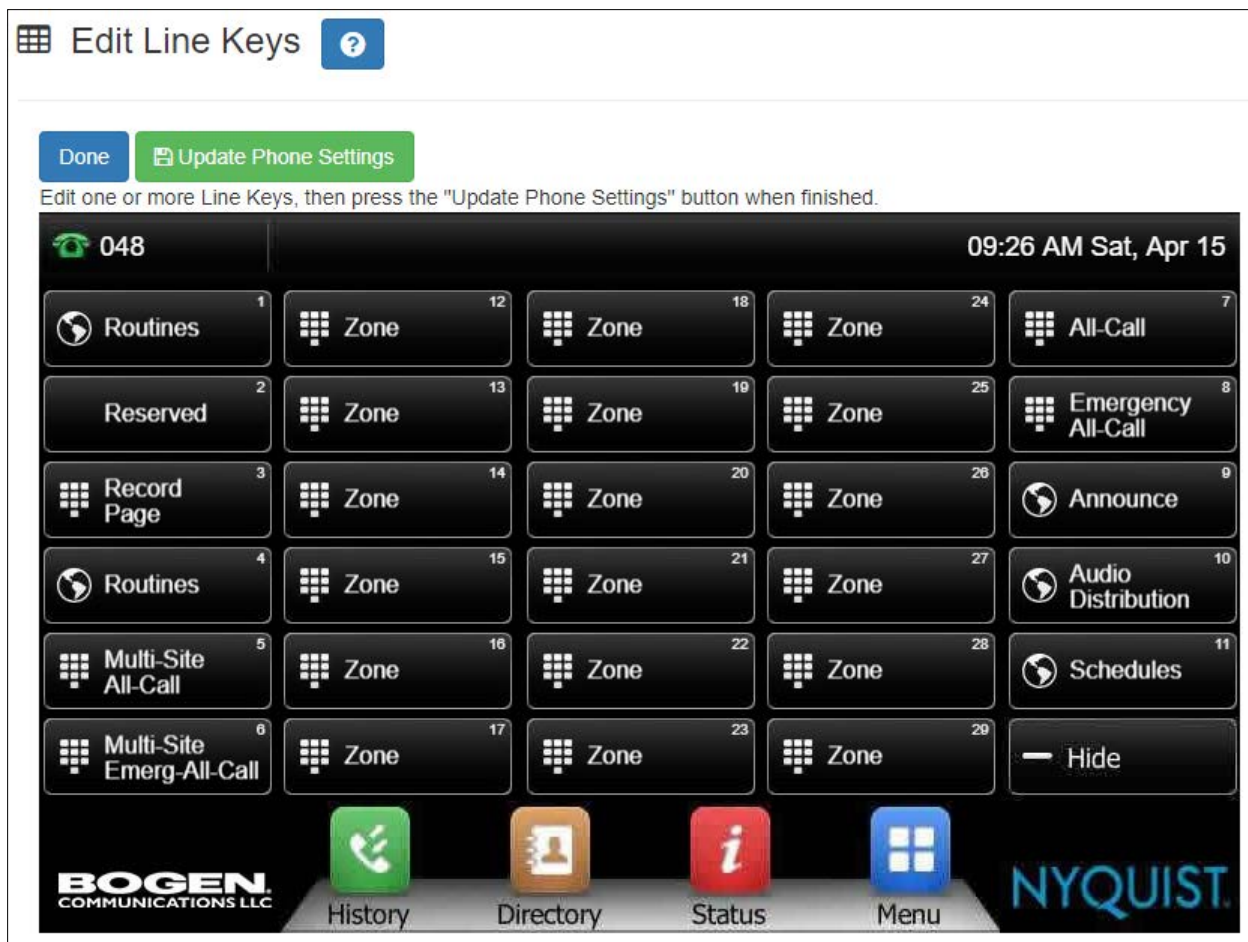 Edit Line Keys ?
Done Update Phone Settings
Edit one or more Line Keys, then press the "Update Phone Settings" button when finished.
048 09:26 AM Sat, Apr 15
Routines 1 Zone 12 Zone 18 Zone 24 All-Call 7
Reserved 2 Zone 13 Zone 19 Zone 25 Emergency All-Call 8
Record Page 3 Zone 14 Zone 20 Zone 26 Announce 9
Routines 4 Zone 15 Zone 21 Zone 27 Audio Distribution 10
Multi-Site All-Call 5 Zone 16 Zone 22 Zone 28 Schedules 11
Multi-Site Emerg-All-Call 6 Zone 17 Zone 23 Zone 29 Hide
BOGEN.
COMMUNICATIONS LLC
History Directory Status Menu
NYQUIST.